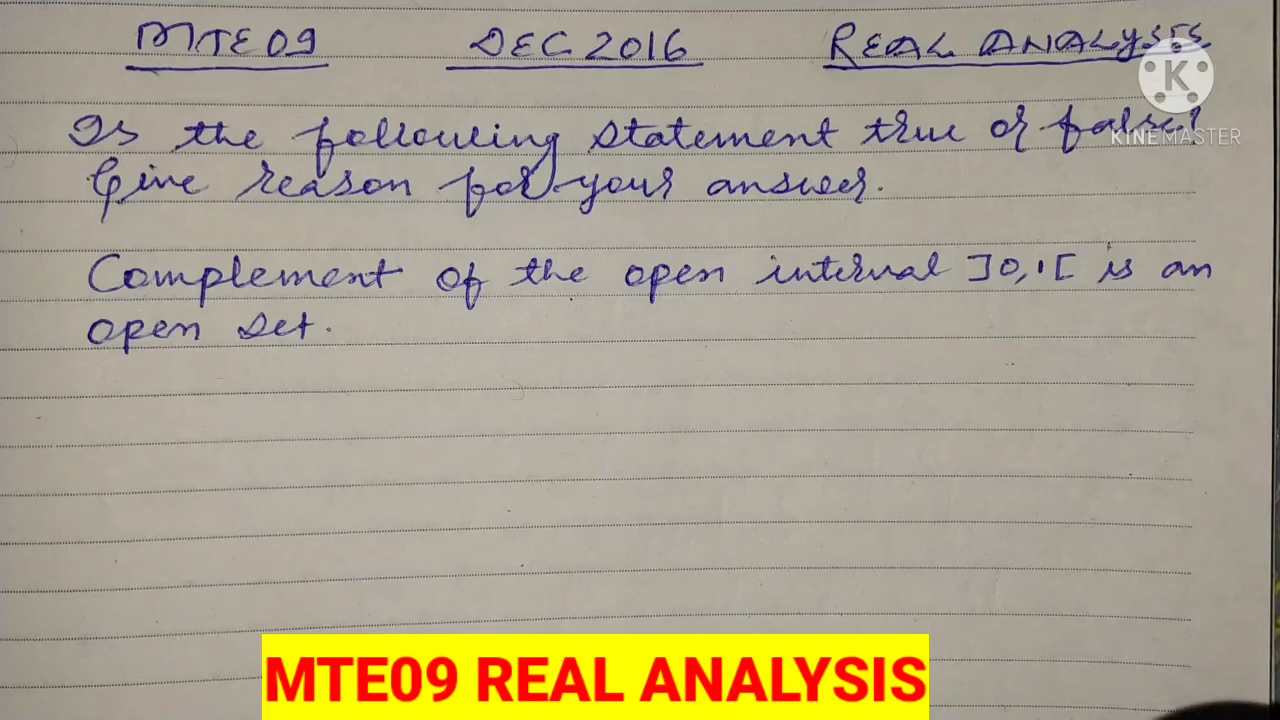 MTE09 DEC 2016 REAL ANALYSIS
K
KINEMASTER
Is the following statement true or false?
Give reason for your answer.
Complement of the open interval ]0,1[ is an
open set.
MTE09 REAL ANALYSIS